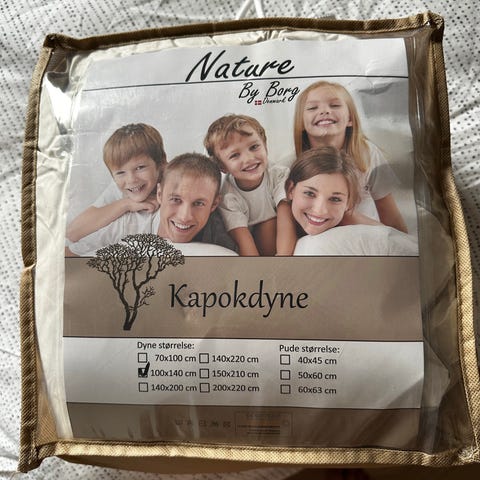 Nature
By Borg
Denmark
Kapokdyne
Dyne størrelse:
Pude størrelse:
70x100 cm
140x220 cm
40x45 cm
100x140 cm
150x210 cm
50x60 cm
140x200 cm
200x220 cm
60x63 cm